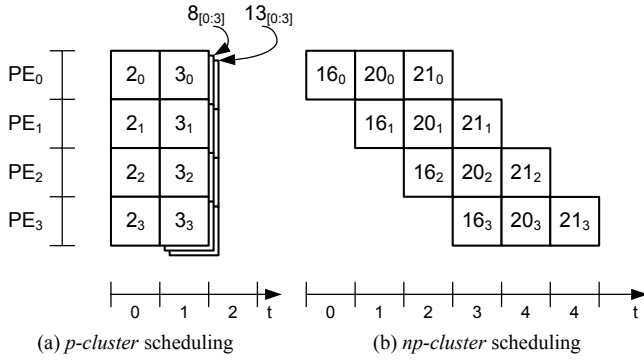 8[0:3] 13[0:3]
PE0 20 30 160 200 210
PE1 21 31 161 201 211
PE2 22 32 162 202 212
PE3 23 33 163 203 213
0 1 2 t 0 1 2 3 4 4 t
(a) p-cluster scheduling (b) np-cluster scheduling